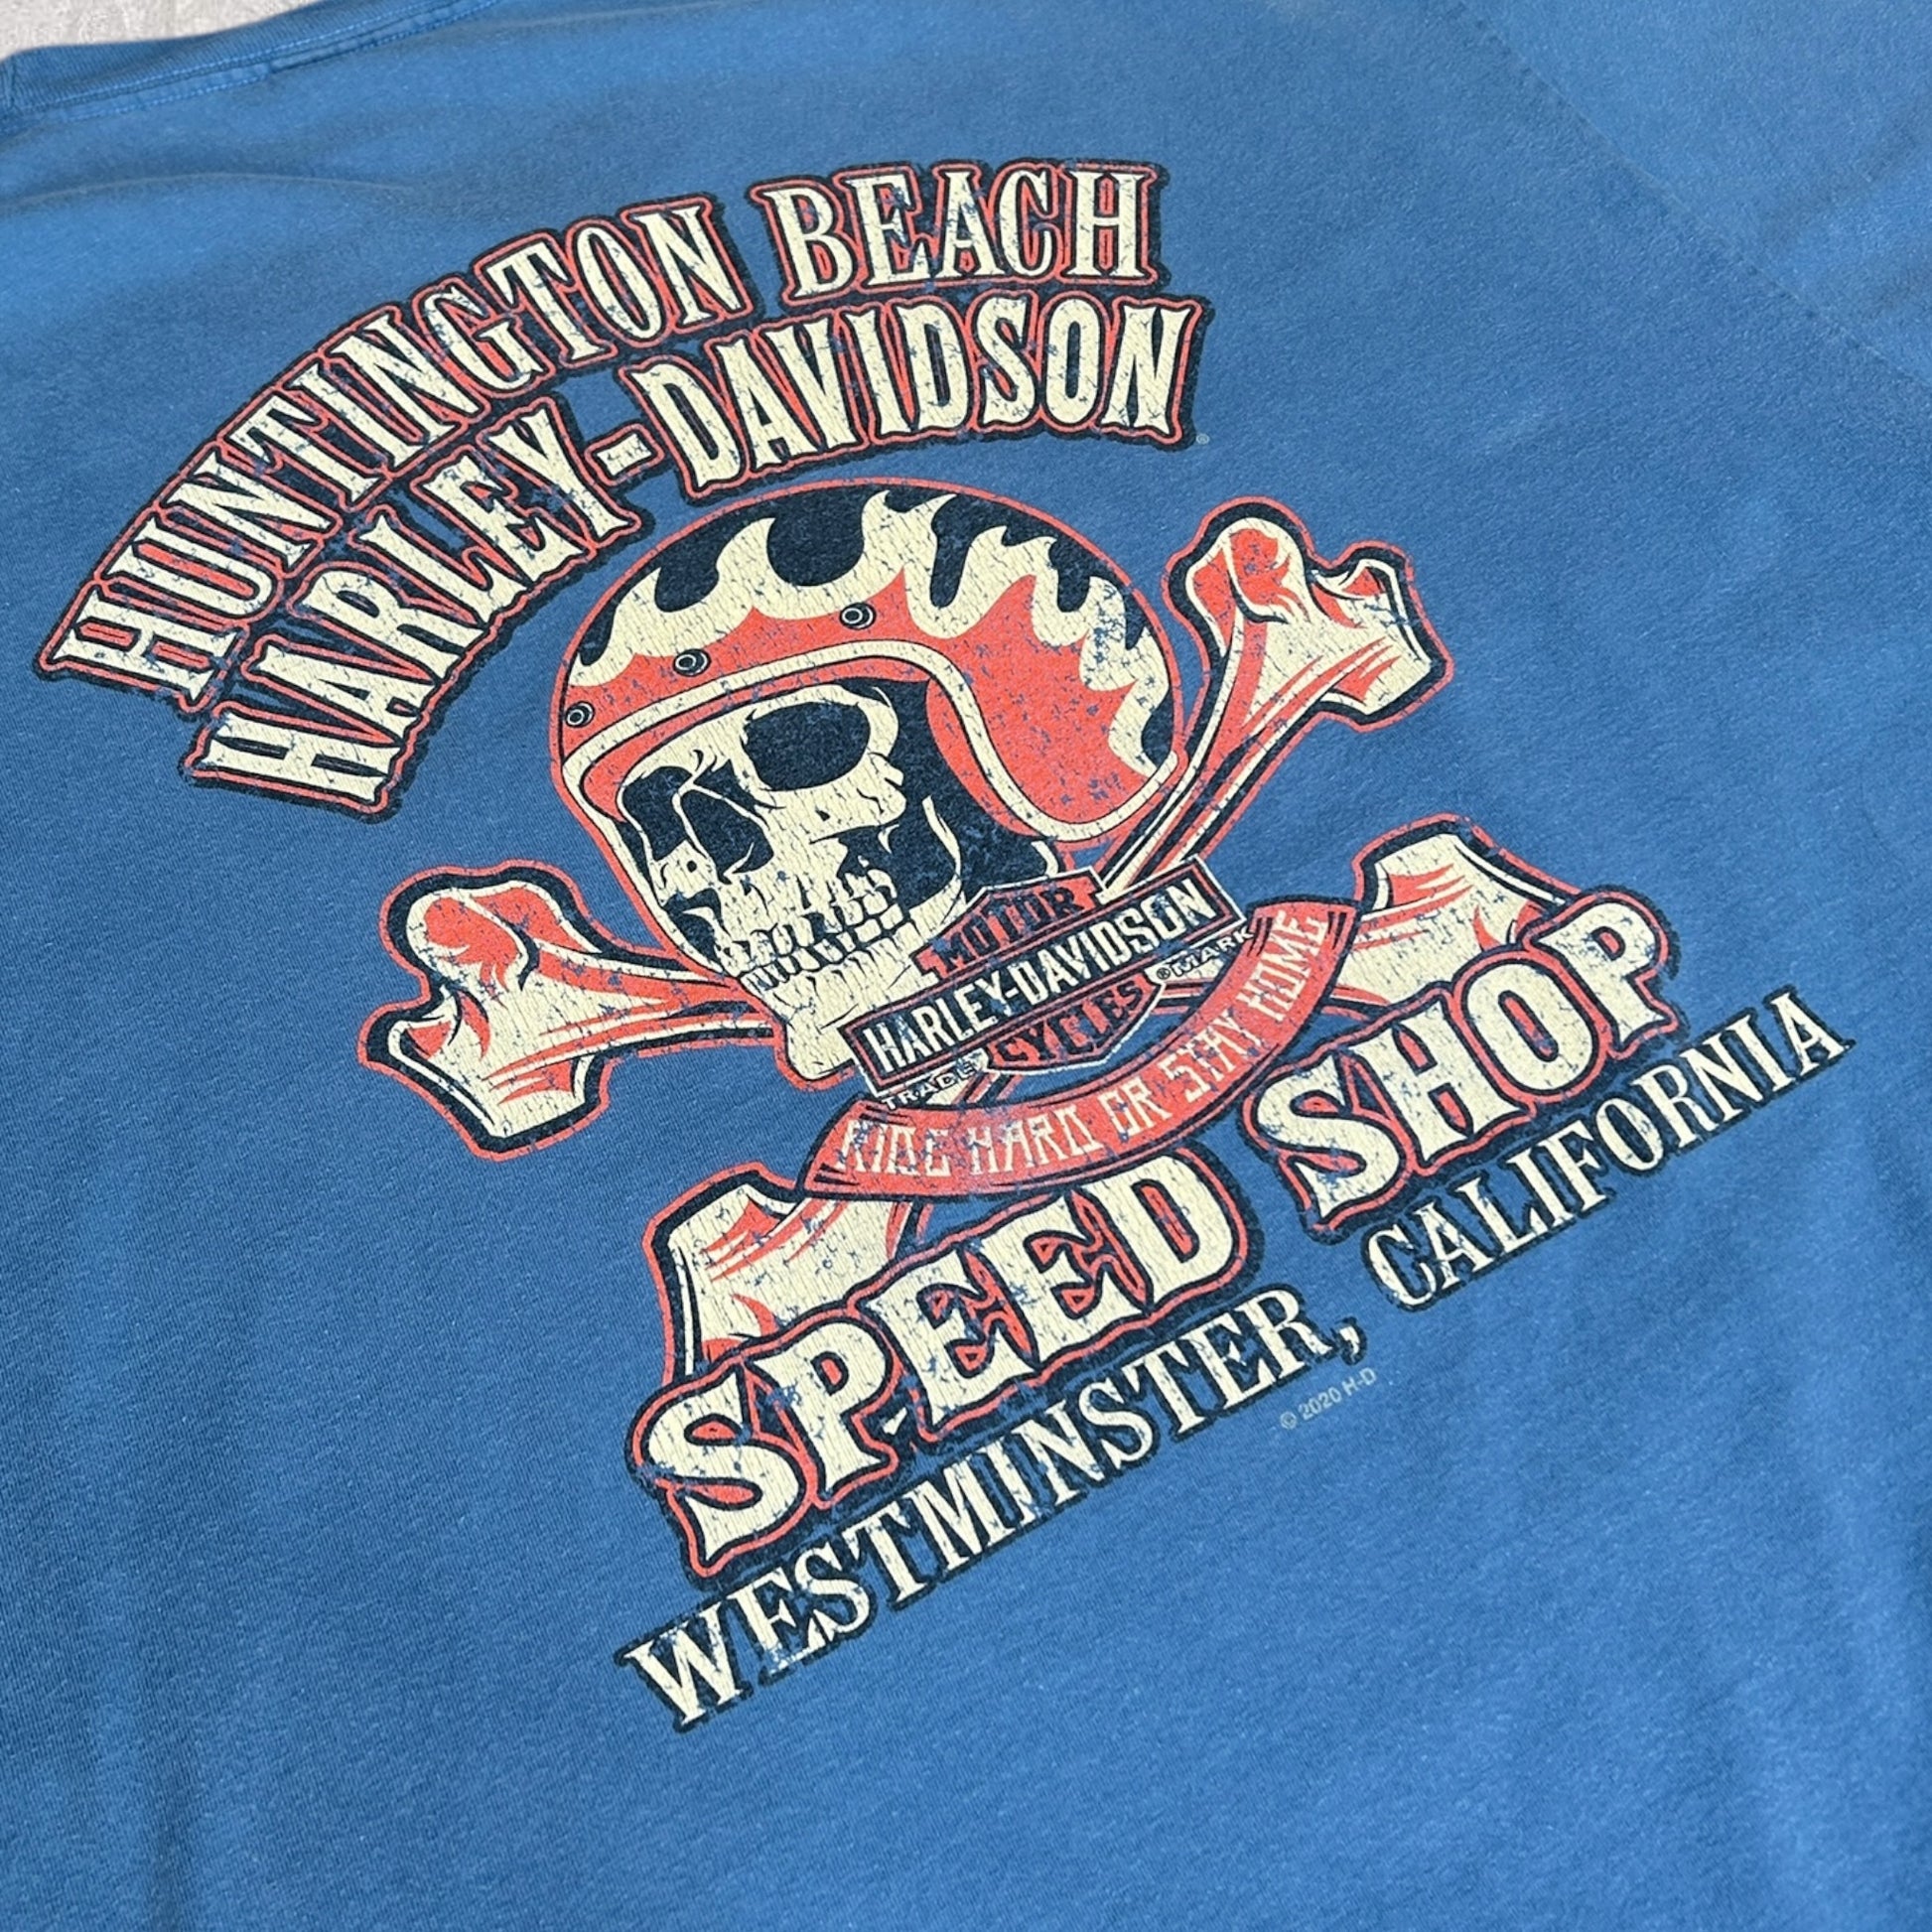 HUNTINGTON BEACH
HARLEY-DAVIDSON
MOTOR
HARLEY-DAVIDSON
CYCLES
TRADE ®MARK
RIDE HARD OR STAY HOME
SPEED SHOP
WESTMINSTER, CALIFORNIA
© 2020 H-D